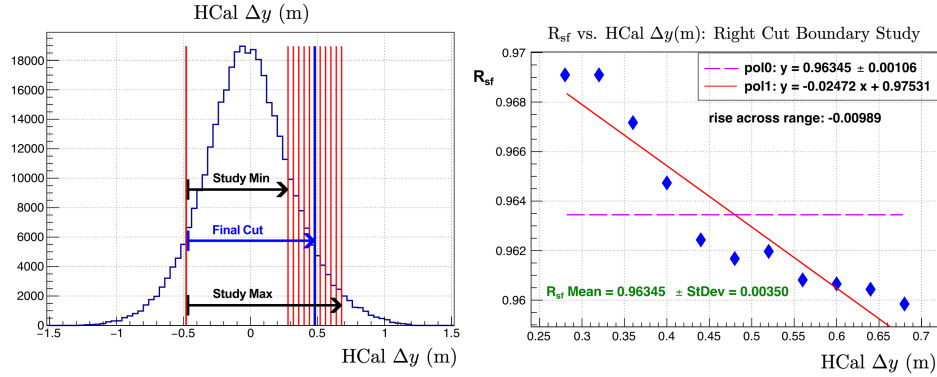 HCal Δy (m)
18000
16000
14000
12000
10000
8000
6000
4000
2000
0
Study Min
Final Cut
Study Max
−1.5 −1 −0.5 0 0.5 1 1.5
HCal Δy (m)
R_sf vs. HCal Δy(m): Right Cut Boundary Study
R_sf
0.97
0.968
0.966
0.964
0.962
0.96
pol0: y = 0.96345 ± 0.00106
pol1: y = -0.02472 x + 0.97531
rise across range: -0.00989
R_sf Mean = 0.96345 ± StDev = 0.00350
0.25 0.3 0.35 0.4 0.45 0.5 0.55 0.6 0.65 0.7
HCal Δy (m)